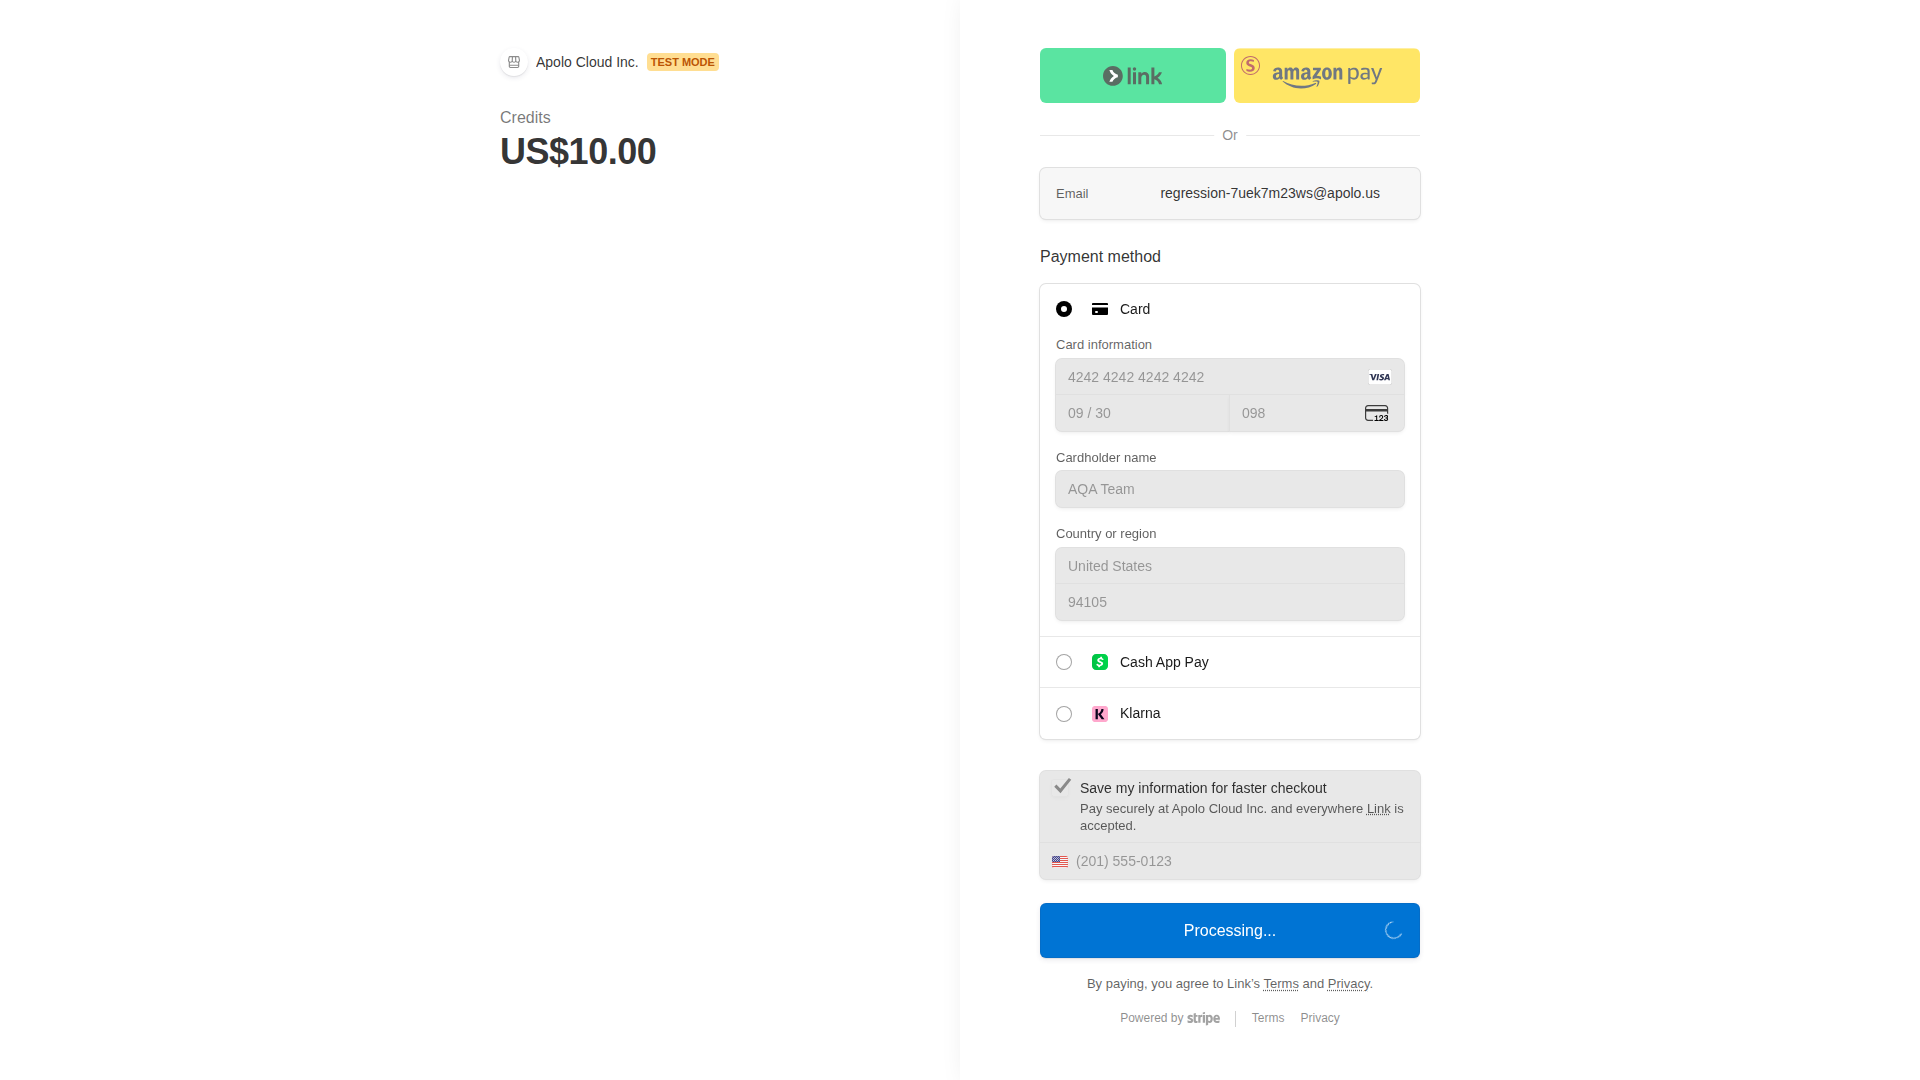 Apolo Cloud Inc. TEST MODE
Credits
US$10.00
link
S amazon pay
Or
Email regression-7uek7m23ws@apolo.us
Payment method
Card
Card information
4242 4242 4242 4242 VISA
09 / 30 098 123
Cardholder name
AQA Team
Country or region
United States
94105
$ Cash App Pay
K Klarna
Save my information for faster checkout
Pay securely at Apolo Cloud Inc. and everywhere Link is
accepted.
(201) 555-0123
Processing...
By paying, you agree to Link’s Terms and Privacy.
Powered by stripe Terms Privacy